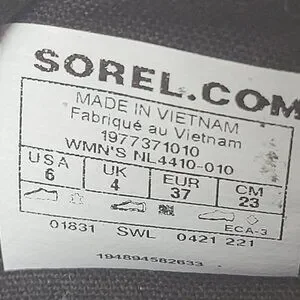 SOREL.COM
MADE IN VIETNAM
Fabriqué au Vietnam
1977371010
WMN'S NL4410-010
USA UK EUR CM
6 4 37 23
ECA-3
01831 SWL 0421 221
194894582633